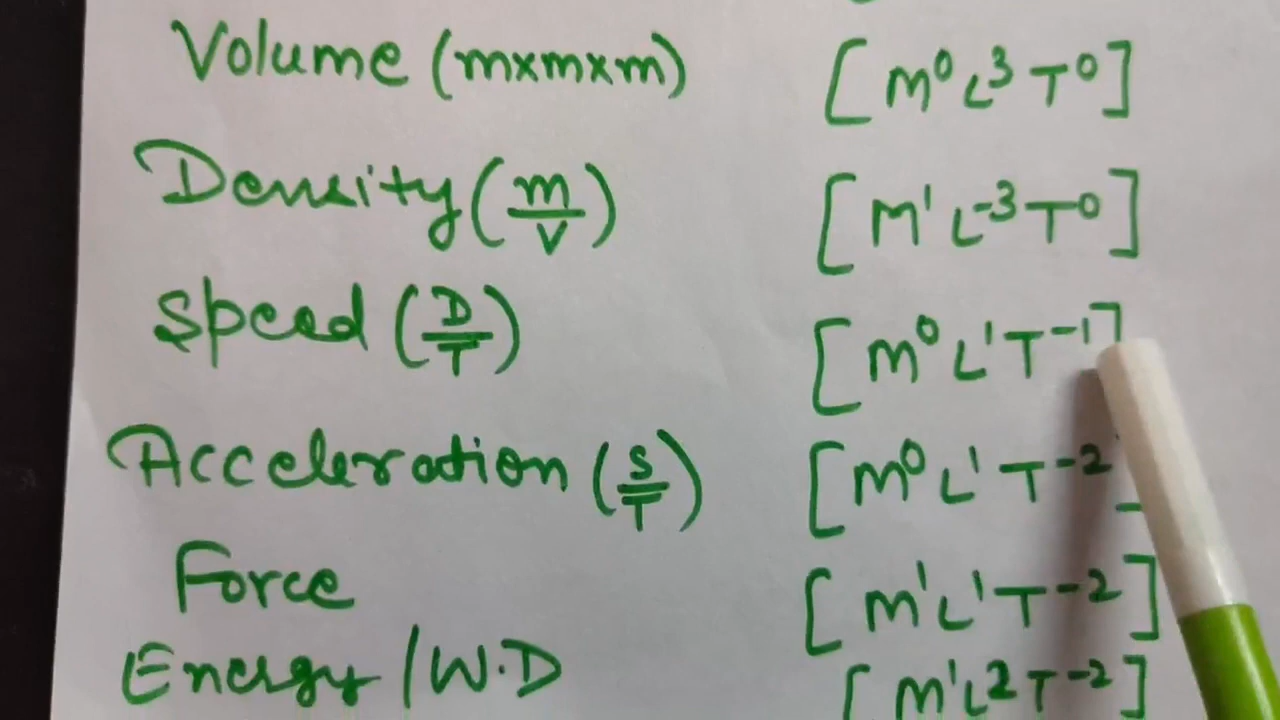 Volume (m×m×m) [M⁰L³T⁰]
Density (m/V) [M¹L⁻³T⁰]
Speed (D/T) [M⁰L¹T⁻¹]
Acceleration (S/T) [M⁰L¹T⁻²]
Force [M¹L¹T⁻²]
Energy/W.D [M¹L²T⁻²]